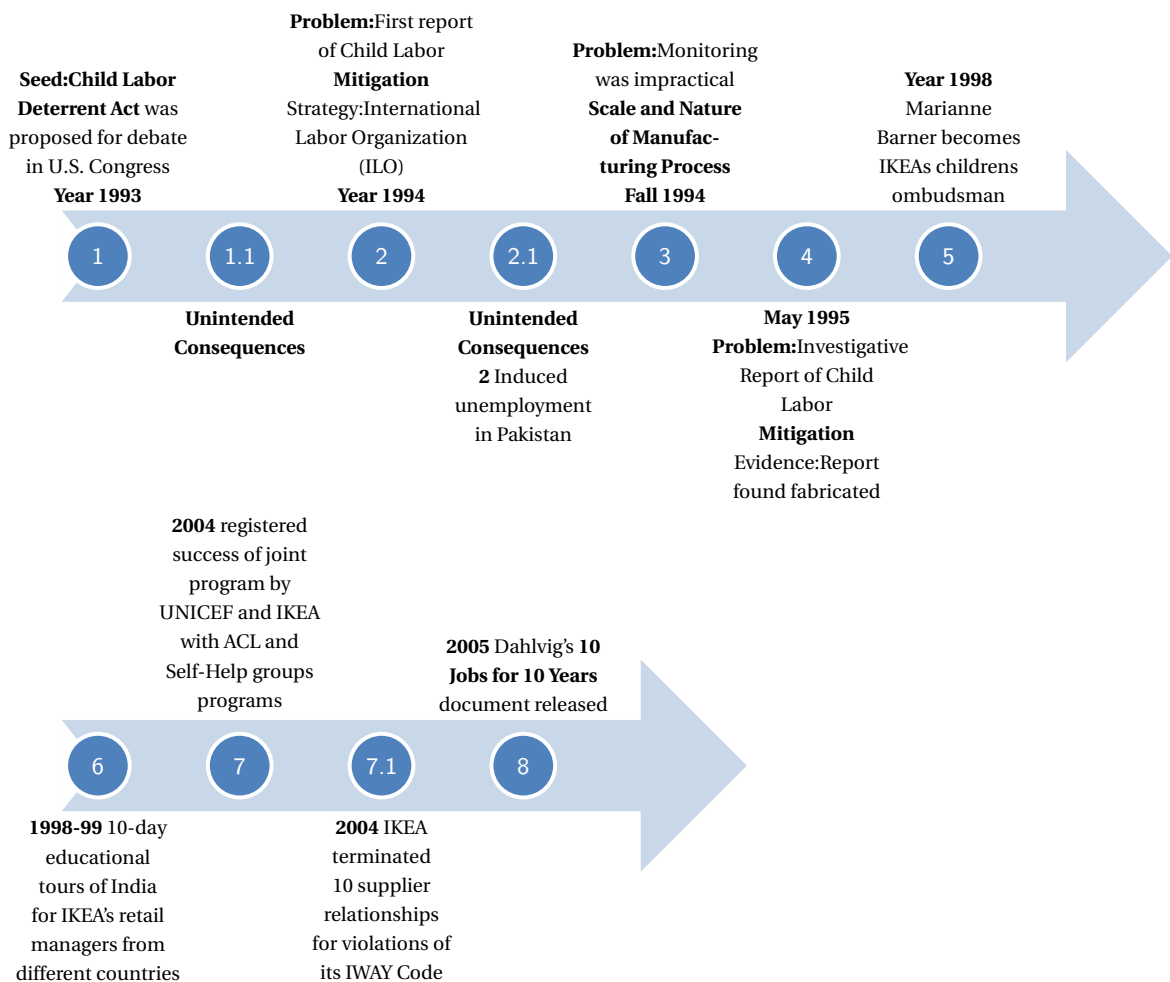 Seed:Child Labor
Deterrent Act was
proposed for debate
in U.S. Congress
Year 1993
Problem:First report
of Child Labor
Mitigation
Strategy:International
Labor Organization
(ILO)
Year 1994
Problem:Monitoring
was impractical
Scale and Nature
of Manufac-
turing Process
Fall 1994
Year 1998
Marianne
Barner becomes
IKEAs childrens
ombudsman
1
1.1
2
2.1
3
4
5
Unintended
Consequences
Unintended
Consequences
2 Induced
unemployment
in Pakistan
May 1995
Problem:Investigative
Report of Child
Labor
Mitigation
Evidence:Report
found fabricated
2004 registered
success of joint
program by
UNICEF and IKEA
with ACL and
Self-Help groups
programs
2005 Dahlvig's 10
Jobs for 10 Years
document released
6
7
7.1
8
1998-99 10-day
educational
tours of India
for IKEA's retail
managers from
different countries
2004 IKEA
terminated
10 supplier
relationships
for violations of
its IWAY Code